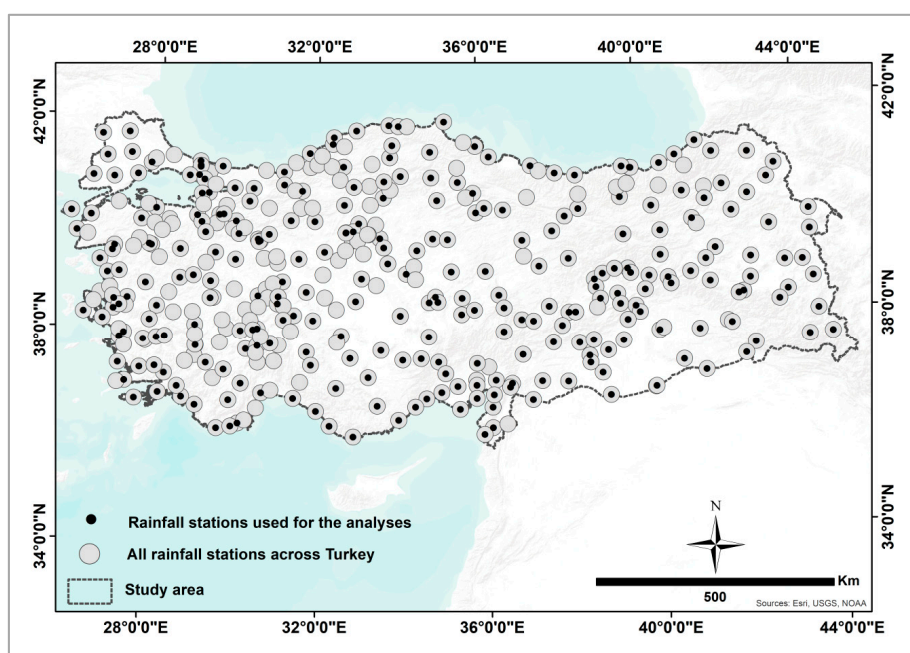 28°0'0"E 32°0'0"E 36°0'0"E 40°0'0"E 44°0'0"E
42°0'0"N
42°0'0"N
38°0'0"N
38°0'0"N
34°0'0"N
34°0'0"N
N
Rainfall stations used for the analyses
All rainfall stations across Turkey
Study area
Km
500
Sources: Esri, USGS, NOAA
28°0'0"E 32°0'0"E 36°0'0"E 40°0'0"E 44°0'0"E